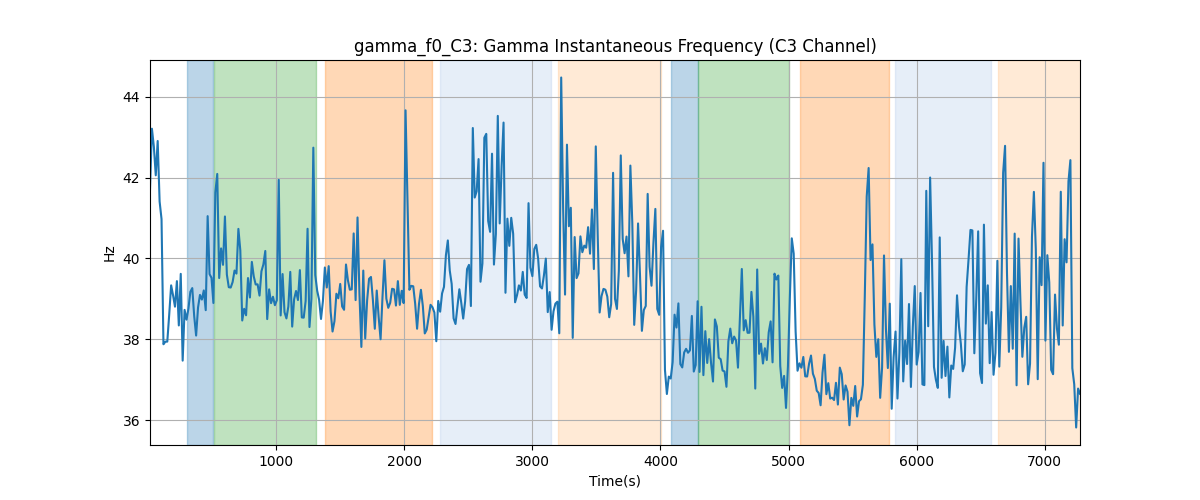 gamma_f0_C3: Gamma Instantaneous Frequency (C3 Channel)
Hz
44
42
40
38
36
1000 2000 3000 4000 5000 6000 7000
Time(s)